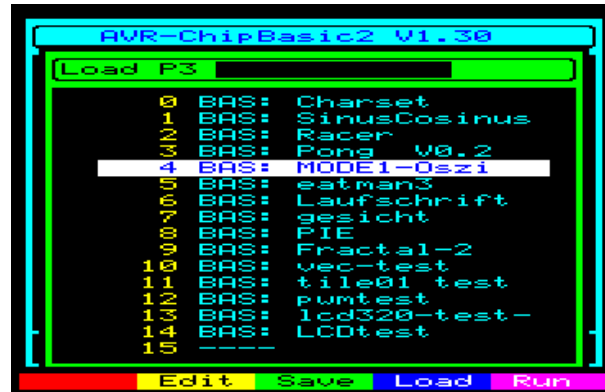 AVR-ChipBasic2 V1.30
Load P3
0 BAS: Charset
1 BAS: SinusCosinus
2 BAS: Racer
3 BAS: Pong V0.2
4 BAS: MODE1-Oszi
5 BAS: eatman3
6 BAS: Laufschrift
7 BAS: gesicht
8 BAS: PIE
9 BAS: Fractal-2
10 BAS: vec-test
11 BAS: tile01 test
12 BAS: pwmtest
13 BAS: lcd320-test-
14 BAS: LCDtest
15 ----
Edit Save Load Run